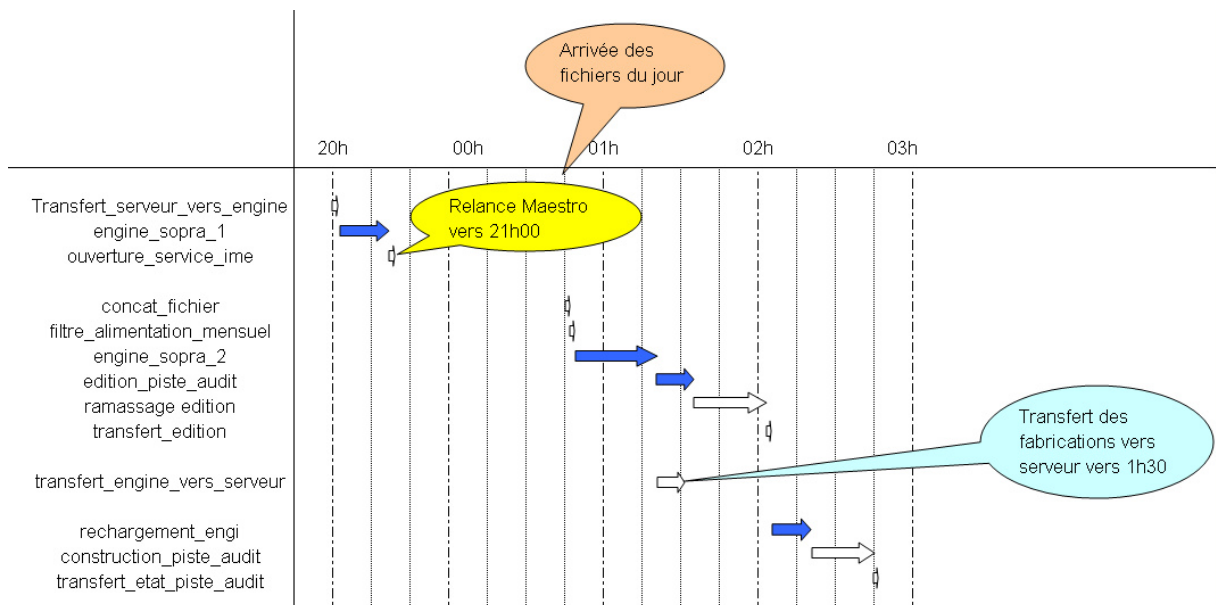 Arrivée des
fichiers du jour
20h 00h 01h 02h 03h
Transfert_serveur_vers_engine
engine_sopra_1
ouverture_service_ime
Relance Maestro
vers 21h00
concat_fichier
filtre_alimentation_mensuel
engine_sopra_2
edition_piste_audit
ramassage edition
transfert_edition
Transfert des
fabrications vers
serveur vers 1h30
transfert_engine_vers_serveur
rechargement_engi
construction_piste_audit
transfert_etat_piste_audit